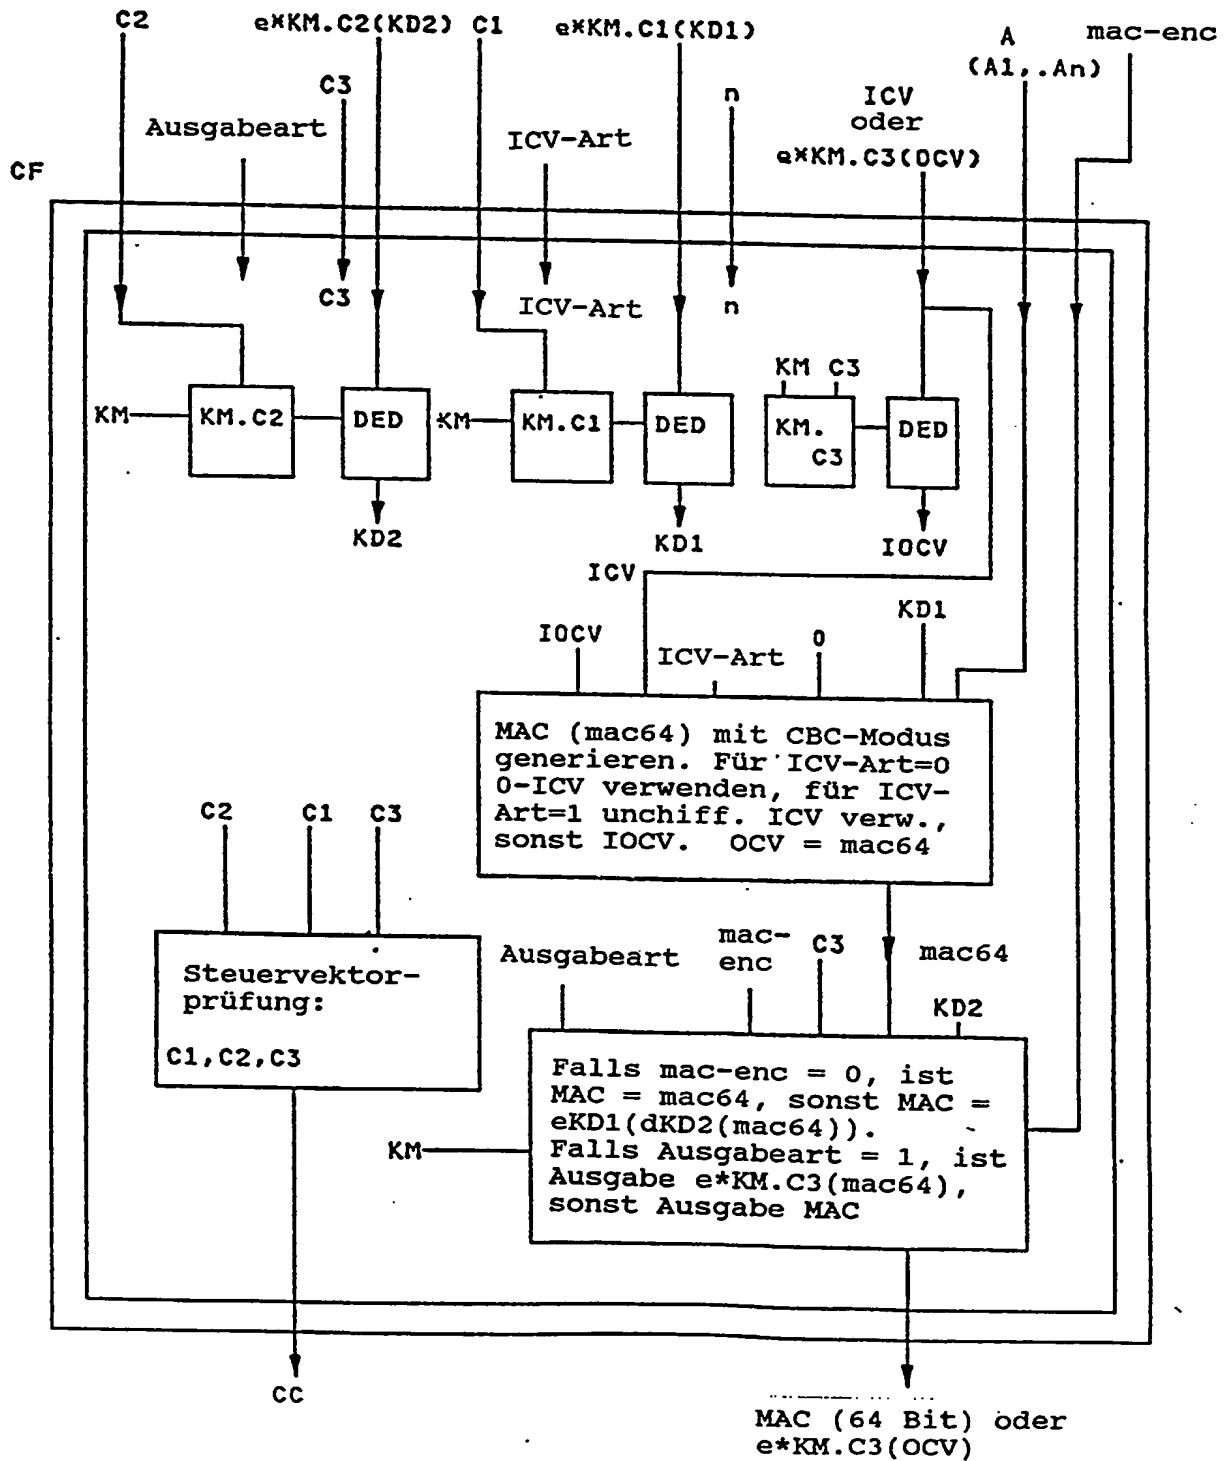 C2
e*KM.C2(KD2)
C1
e*KM.C1(KD1)
A
(A1,.An)
mac-enc
C3
n
ICV
oder
e*KM.C3(OCV)
Ausgabeart
ICV-Art
CF
C3
ICV-Art
n
KM
KM.C2
DED
KM
KM.C1
DED
KM C3
KM.
C3
DED
KD2
KD1
IOCV
ICV
IOCV
ICV-Art
0
KD1
MAC (mac64) mit CBC-Modus
generieren. Für ICV-Art=0
0-ICV verwenden, für ICV-
Art=1 unchiff. ICV verw.,
sonst IOCV. OCV = mac64
C2
C1
C3
Steuervektor-
prüfung:
C1,C2,C3
Ausgabeart
mac-
enc
C3
mac64
KD2
Falls mac-enc = 0, ist
MAC = mac64, sonst MAC =
eKD1(dKD2(mac64)).
Falls Ausgabeart = 1, ist
Ausgabe e*KM.C3(mac64),
sonst Ausgabe MAC
KM
CC
MAC (64 Bit) oder
e*KM.C3(OCV)